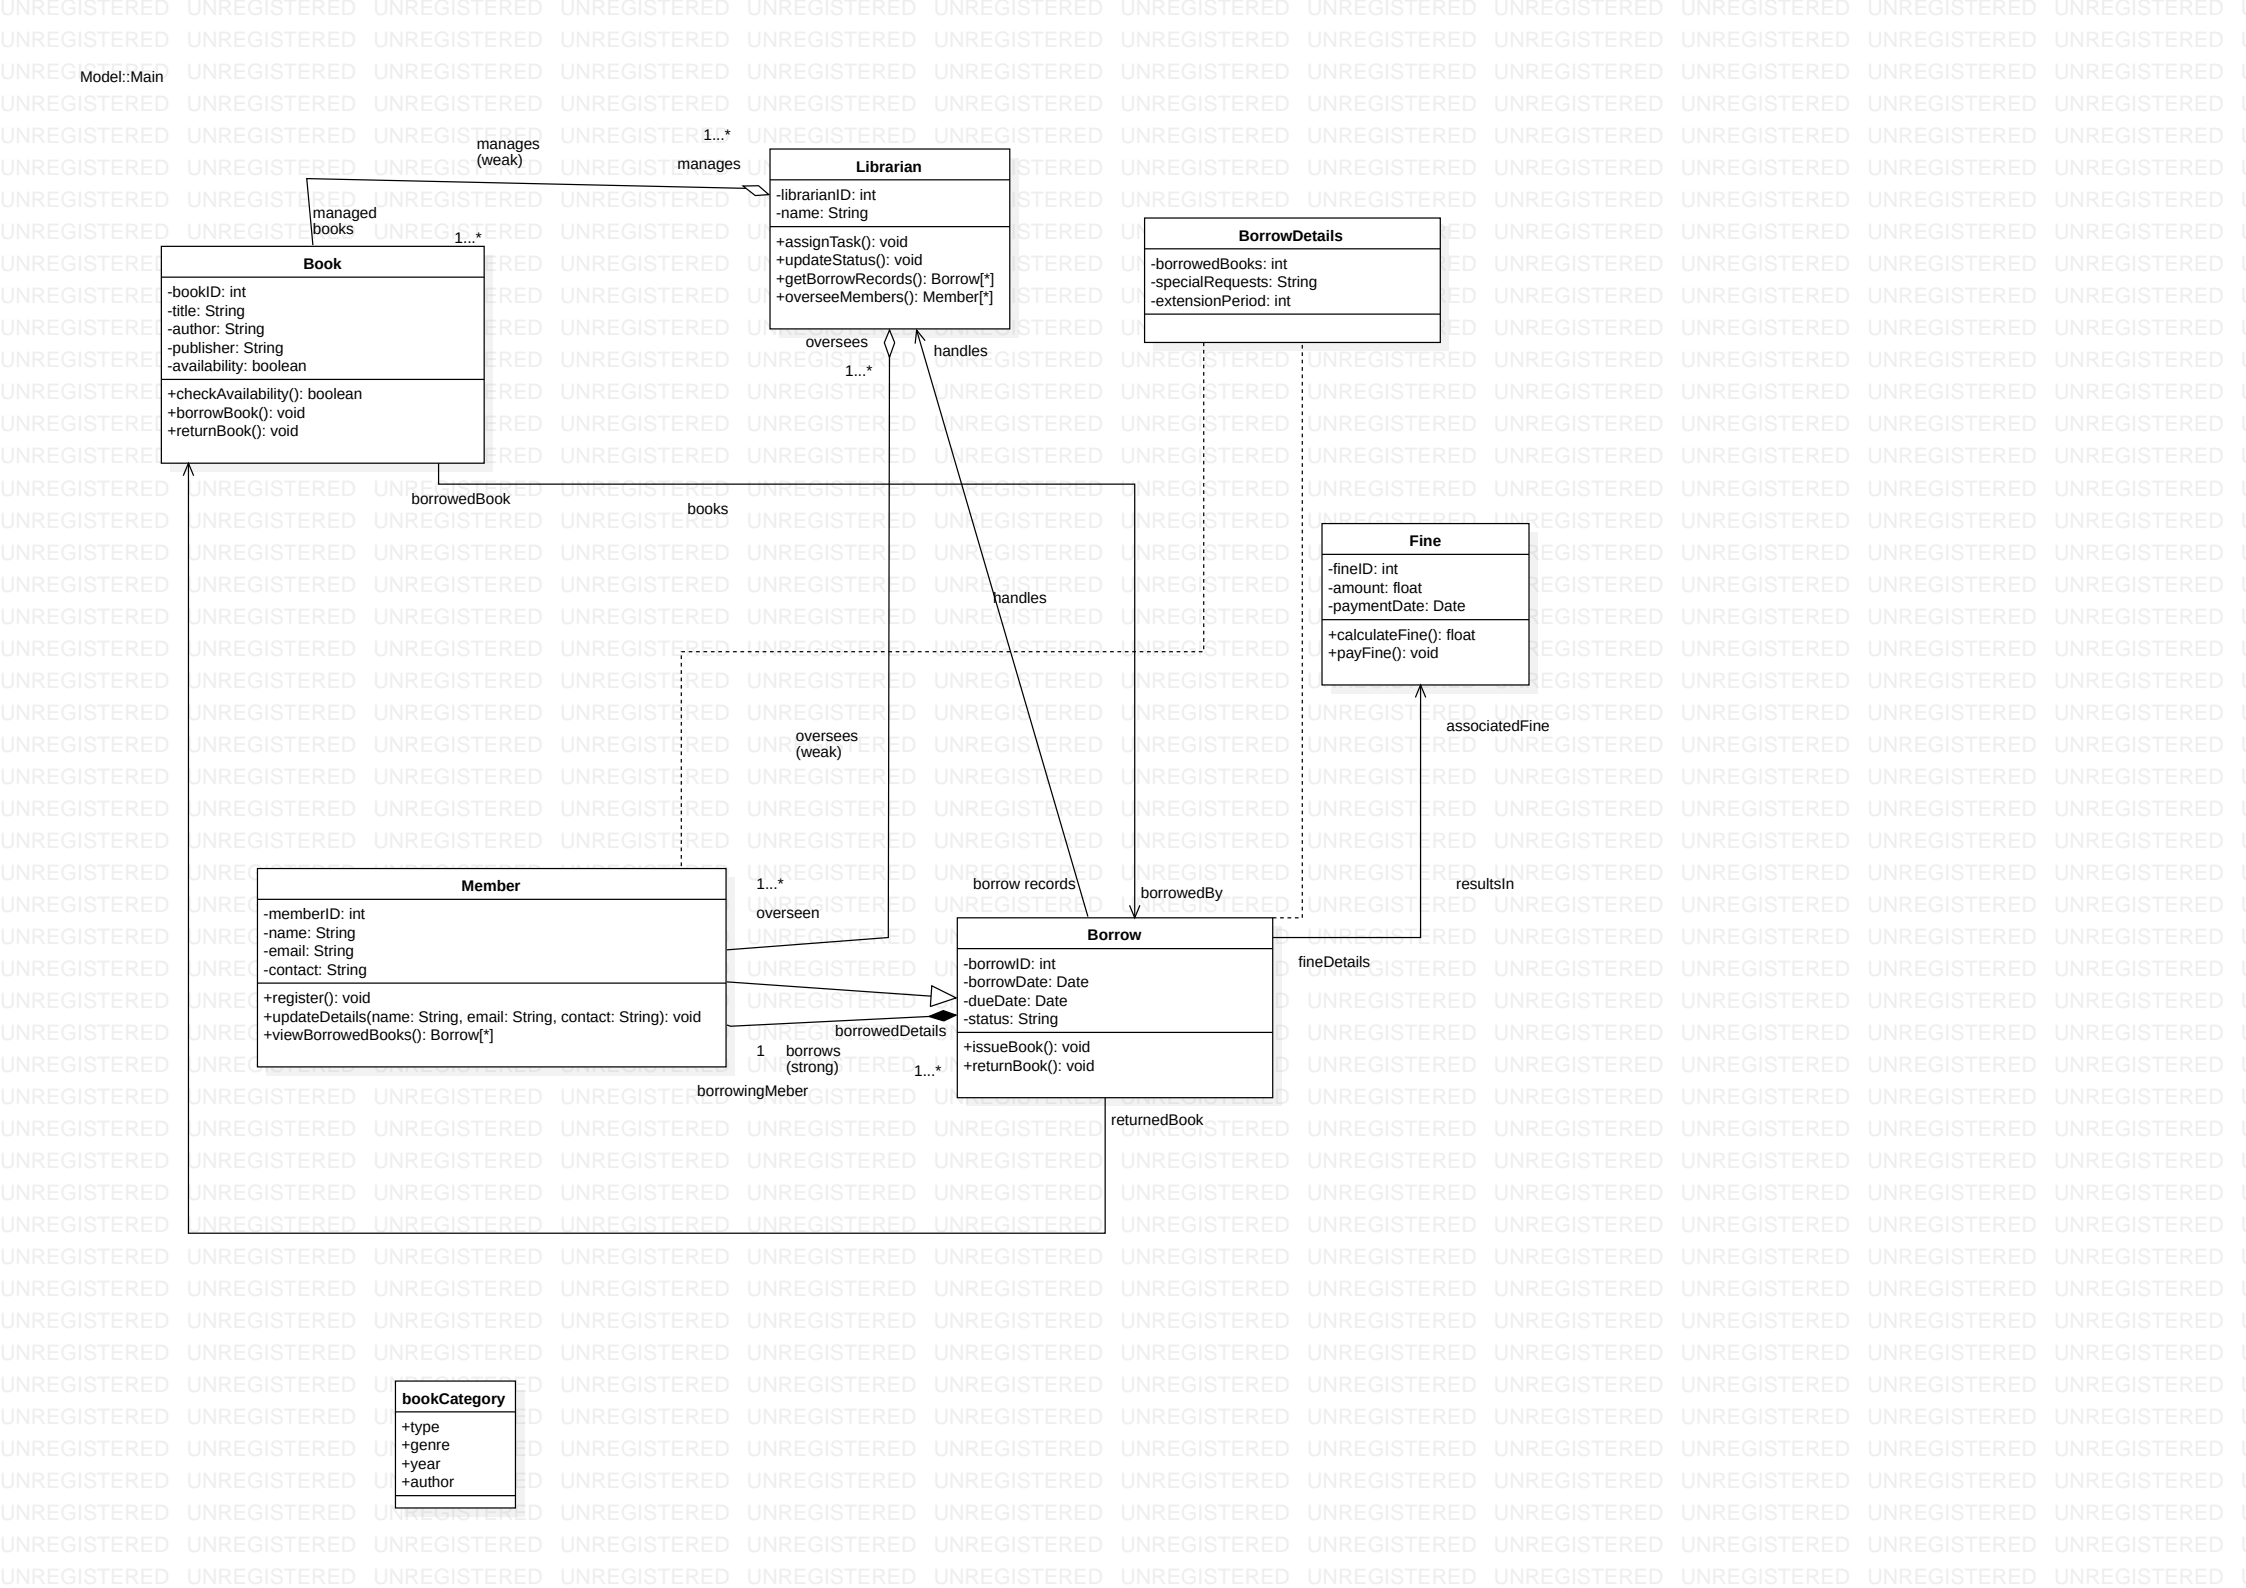 Model::Main
manages
(weak)
1...*
manages
managed
books
1...*
Librarian
-librarianID: int
-name: String
+assignTask(): void
+updateStatus(): void
+getBorrowRecords(): Borrow[*]
+overseeMembers(): Member[*]
BorrowDetails
-borrowedBooks: int
-specialRequests: String
-extensionPeriod: int
Book
-bookID: int
-title: String
-author: String
-publisher: String
-availability: boolean
+checkAvailability(): boolean
+borrowBook(): void
+returnBook(): void
oversees
1...*
handles
borrowedBook
books
handles
Fine
-fineID: int
-amount: float
-paymentDate: Date
+calculateFine(): float
+payFine(): void
associatedFine
oversees
(weak)
resultsIn
borrow records
borrowedBy
1...*
overseen
Member
-memberID: int
-name: String
-email: String
-contact: String
+register(): void
+updateDetails(name: String, email: String, contact: String): void
+viewBorrowedBooks(): Borrow[*]
Borrow
-borrowID: int
-borrowDate: Date
-dueDate: Date
-status: String
+issueBook(): void
+returnBook(): void
fineDetails
borrowedDetails
1
borrows
(strong)
1...*
borrowingMeber
returnedBook
bookCategory
+type
+genre
+year
+author
UNREGISTERED